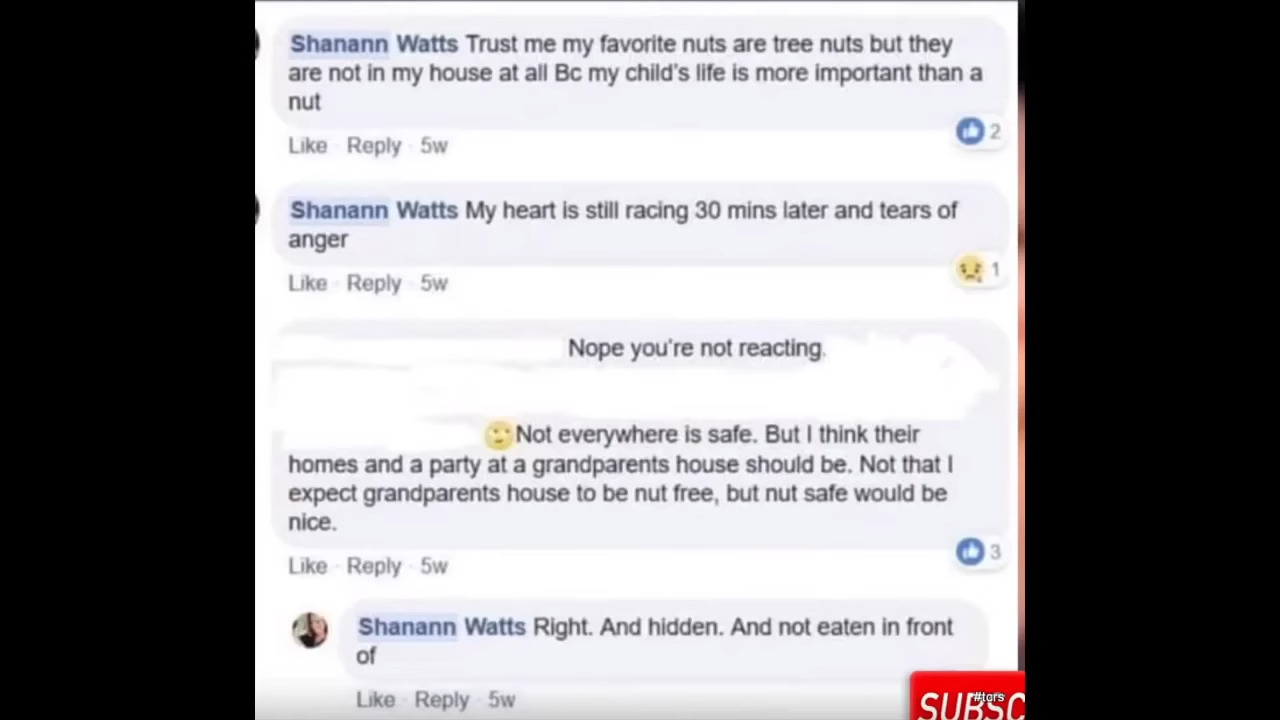 Shanann Watts Trust me my favorite nuts are tree nuts but they
are not in my house at all Bc my child's life is more important than a
nut
2
Like · Reply · 5w
Shanann Watts My heart is still racing 30 mins later and tears of
anger
1
Like · Reply · 5w
Nope you're not reacting.
Not everywhere is safe. But I think their
homes and a party at a grandparents house should be. Not that I
expect grandparents house to be nut free, but nut safe would be
nice.
3
Like · Reply · 5w
Shanann Watts Right. And hidden. And not eaten in front
of
Like · Reply · 5w
#tcrs
SUBSC